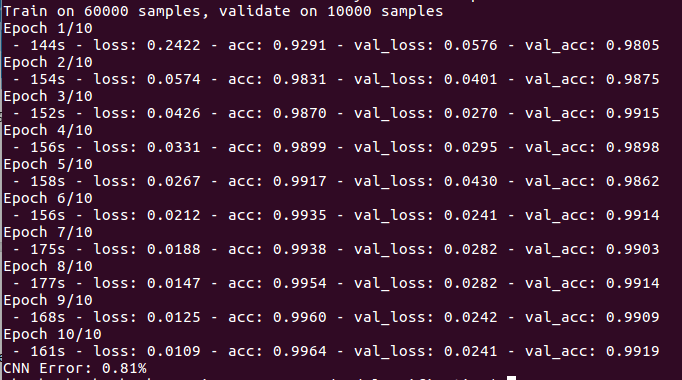 Train on 60000 samples, validate on 10000 samples
Epoch 1/10
- 144s - loss: 0.2422 - acc: 0.9291 - val_loss: 0.0576 - val_acc: 0.9805
Epoch 2/10
- 154s - loss: 0.0574 - acc: 0.9831 - val_loss: 0.0401 - val_acc: 0.9875
Epoch 3/10
- 152s - loss: 0.0426 - acc: 0.9870 - val_loss: 0.0270 - val_acc: 0.9915
Epoch 4/10
- 156s - loss: 0.0331 - acc: 0.9899 - val_loss: 0.0295 - val_acc: 0.9898
Epoch 5/10
- 158s - loss: 0.0267 - acc: 0.9917 - val_loss: 0.0430 - val_acc: 0.9862
Epoch 6/10
- 156s - loss: 0.0212 - acc: 0.9935 - val_loss: 0.0241 - val_acc: 0.9914
Epoch 7/10
- 175s - loss: 0.0188 - acc: 0.9938 - val_loss: 0.0282 - val_acc: 0.9903
Epoch 8/10
- 177s - loss: 0.0147 - acc: 0.9954 - val_loss: 0.0282 - val_acc: 0.9914
Epoch 9/10
- 168s - loss: 0.0125 - acc: 0.9960 - val_loss: 0.0242 - val_acc: 0.9909
Epoch 10/10
- 161s - loss: 0.0109 - acc: 0.9964 - val_loss: 0.0241 - val_acc: 0.9919
CNN Error: 0.81%